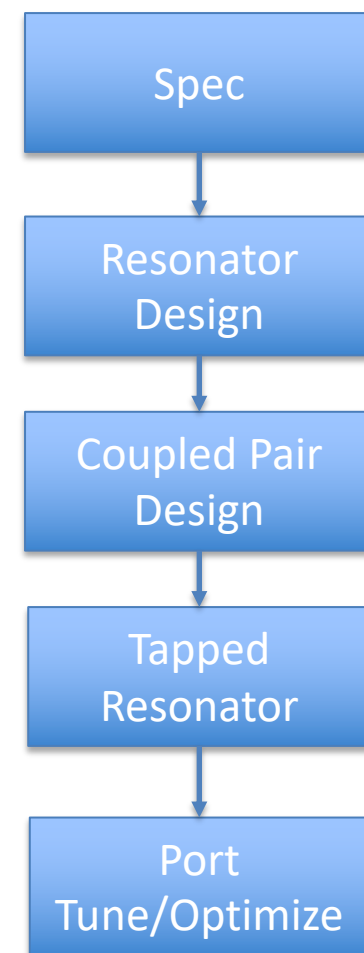 Spec
Resonator
Design
Coupled Pair
Design
Tapped
Resonator
Port
Tune/Optimize